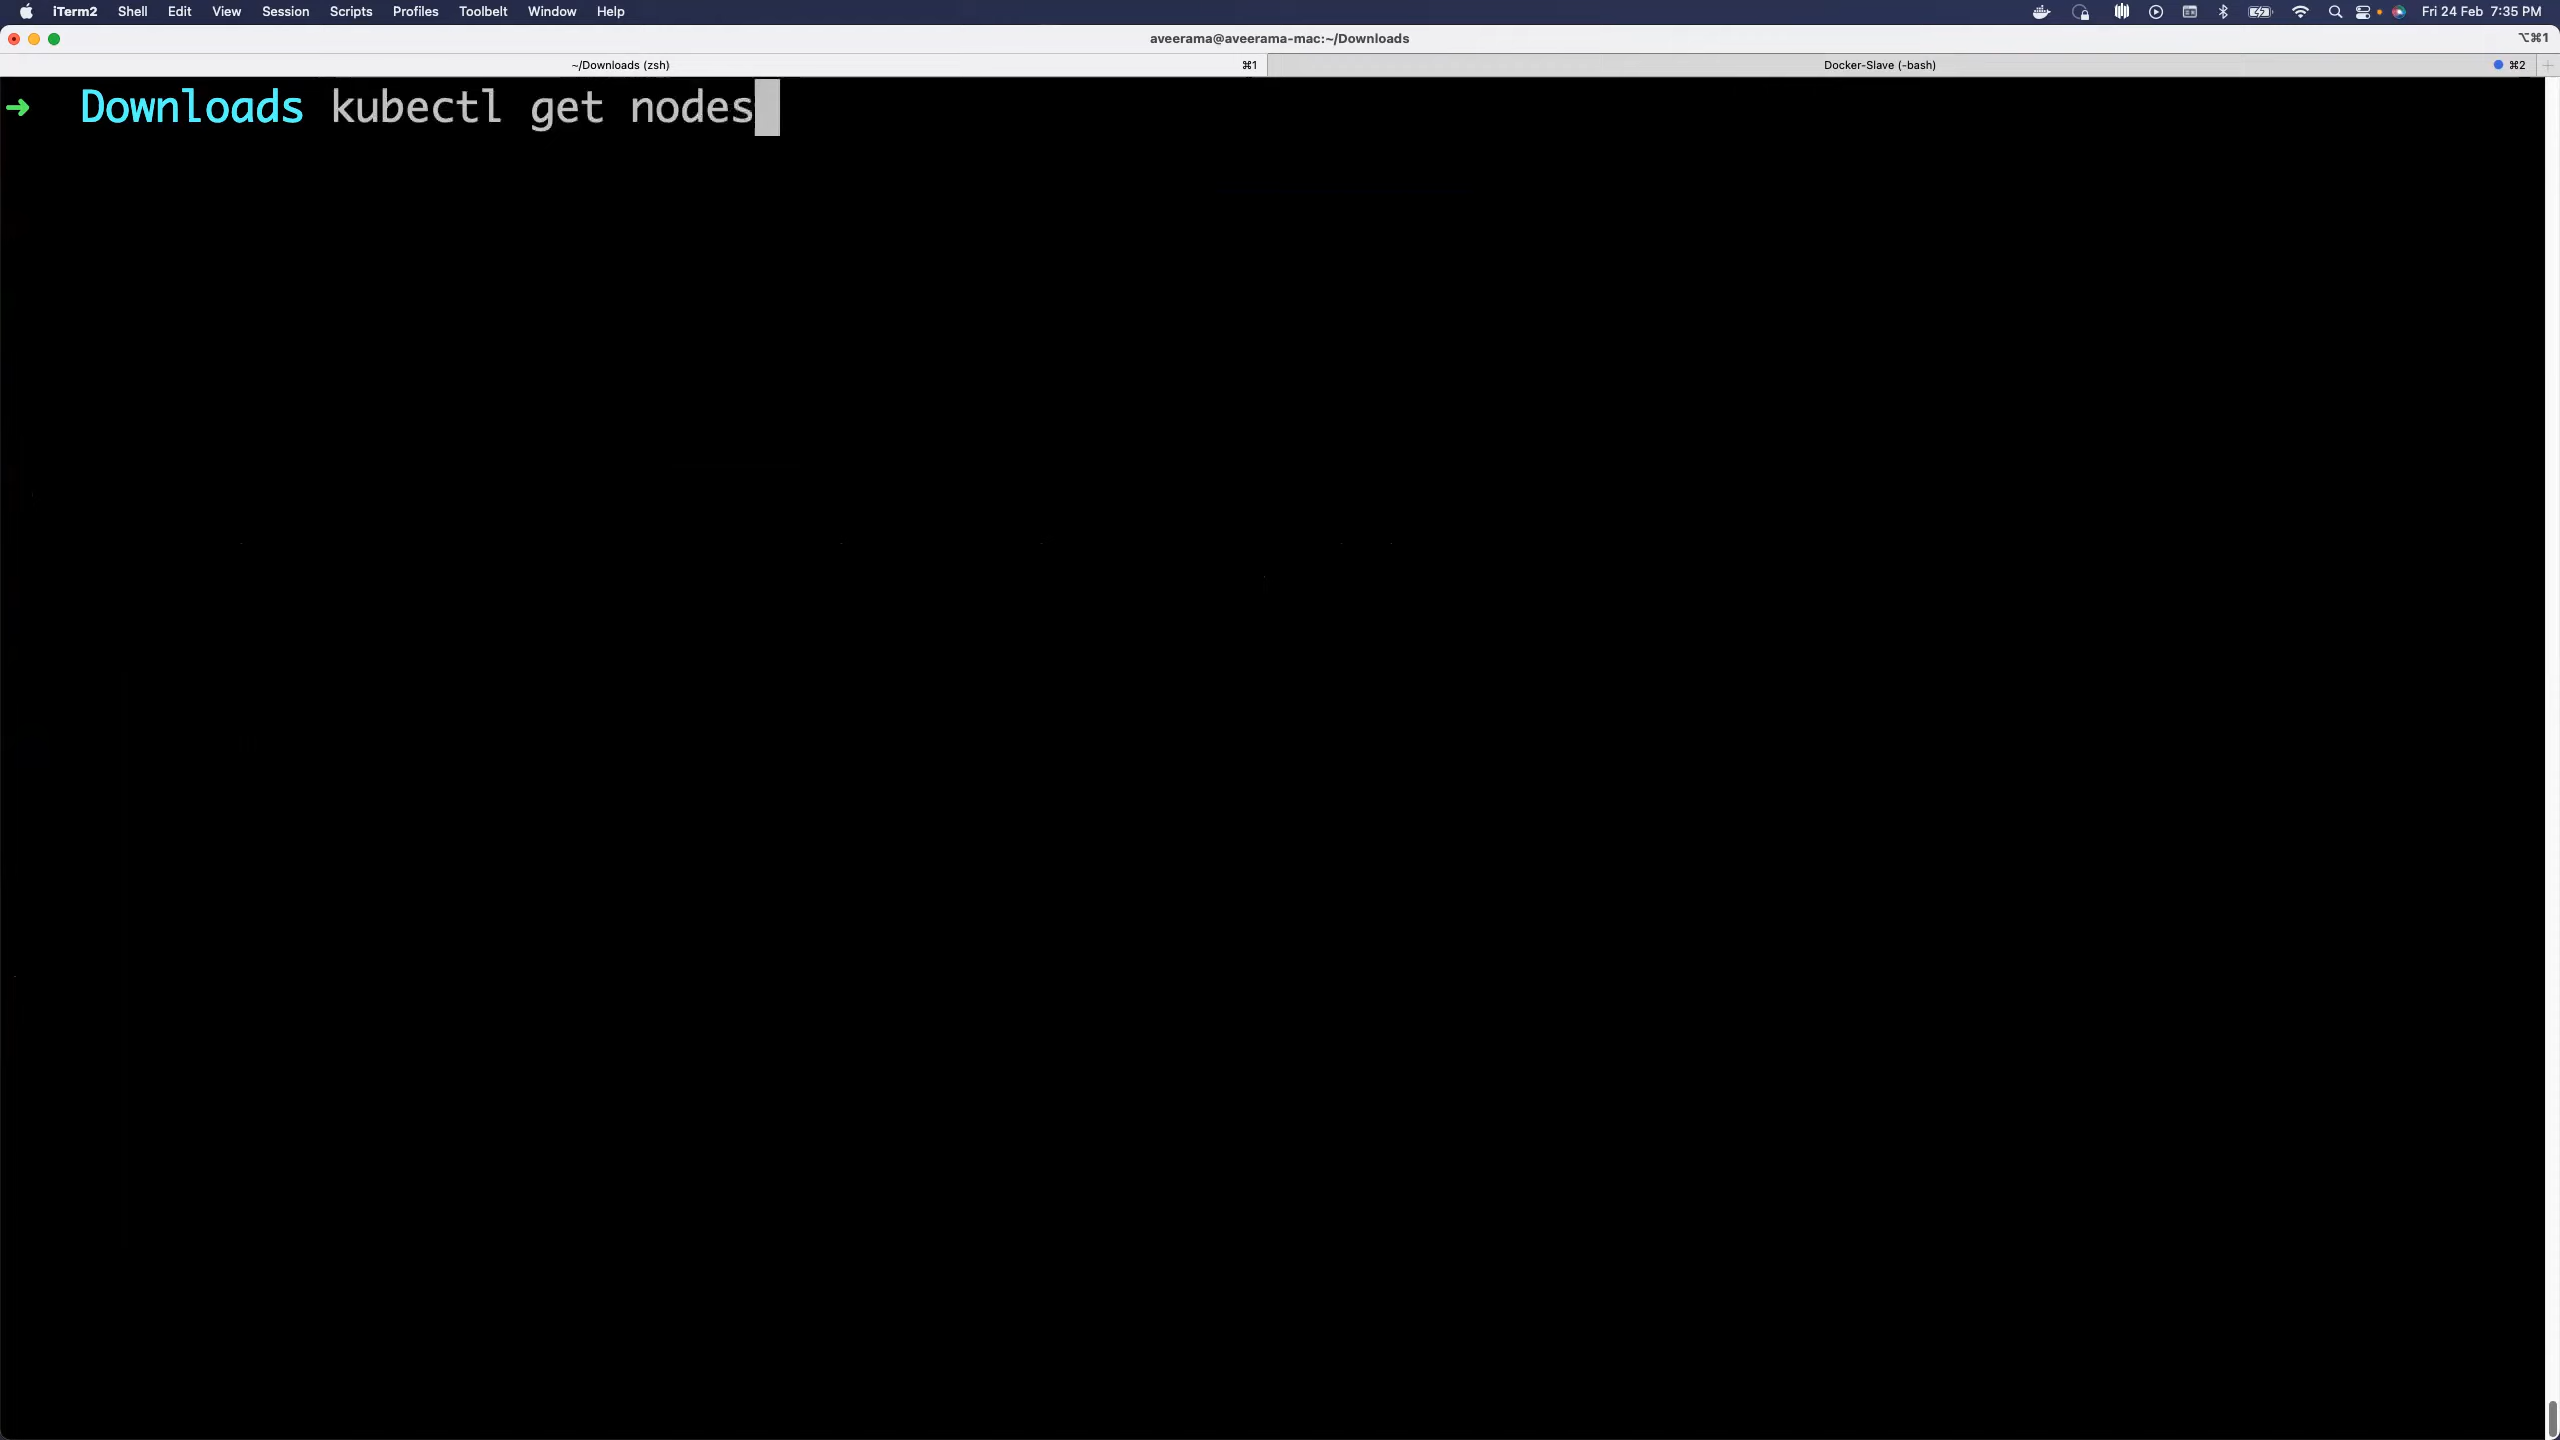 iTerm2 Shell Edit View Session Scripts Profiles Toolbelt Window Help Fri 24 Feb 7:35 PM
aveerama@aveerama-mac:~/Downloads ⌥⌘1
~/Downloads (zsh) ⌘1 Docker-Slave (-bash) ⌘2
➜ Downloads kubectl get nodes